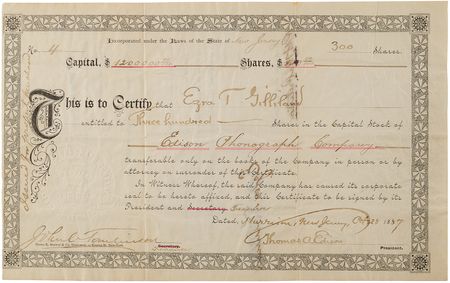 Incorporated under the Laws of the State of New Jersey
No. 4 300 Shares.
Capital, $ Shares, $
This is to Certify that Ezra T Gilliland
entitled to Three hundred Shares in the Capital Stock of
Edison Phonograph Company
transferable only on the books of the Company in person or by
attorney on surrender of this Certificate.
In Witness Whereof, the said Company has caused its corporate
seal to be hereto affixed, and this Certificate to be signed by its
President and Secretary
Dated, Harrison, New Jersey, 1887
Tomlinson Thomas A Edison
Secretary. President.